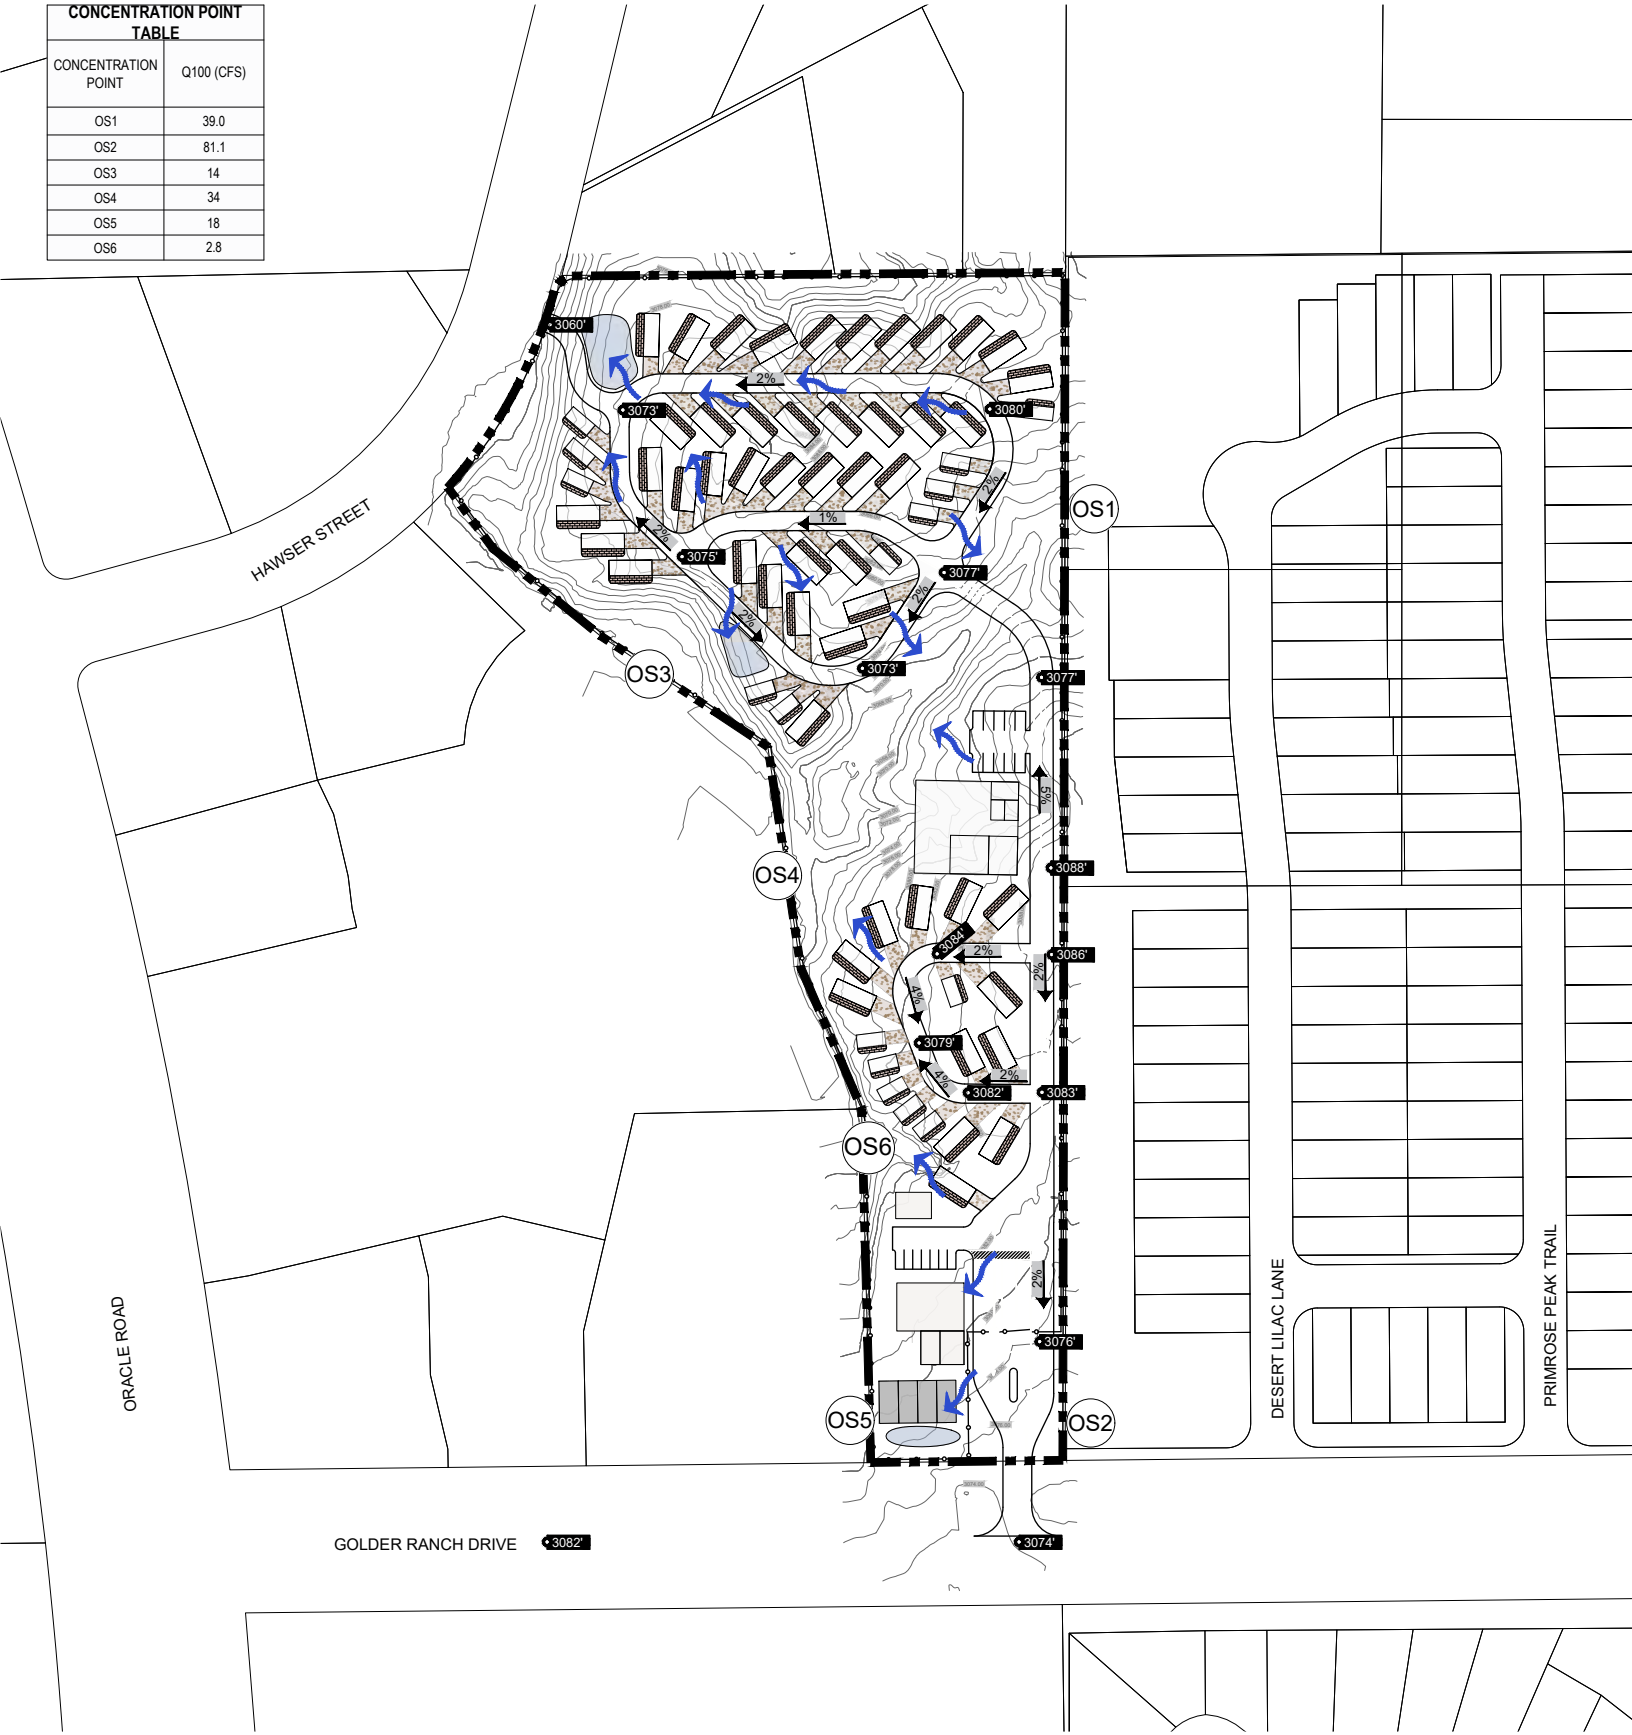 CONCENTRATION POINT
TABLE
CONCENTRATION
POINT
Q100 (CFS)
OS1 39.0
OS2 81.1
OS3 14
OS4 34
OS5 18
OS6 2.8
3060'
2%
3073'
3080'
2%
OS1
HAWSER STREET
1%
2%
3075'
3077'
2%
2%
3073'
OS3
3077'
5%
OS4
3088'
3084'
2%
3086'
2%
4%
3079'
4%
2%
3082'
3083'
OS6
2%
3076'
ORACLE ROAD
DESERT LILAC LANE
PRIMROSE PEAK TRAIL
OS5
OS2
3074.00
GOLDER RANCH DRIVE
3082'
3074'